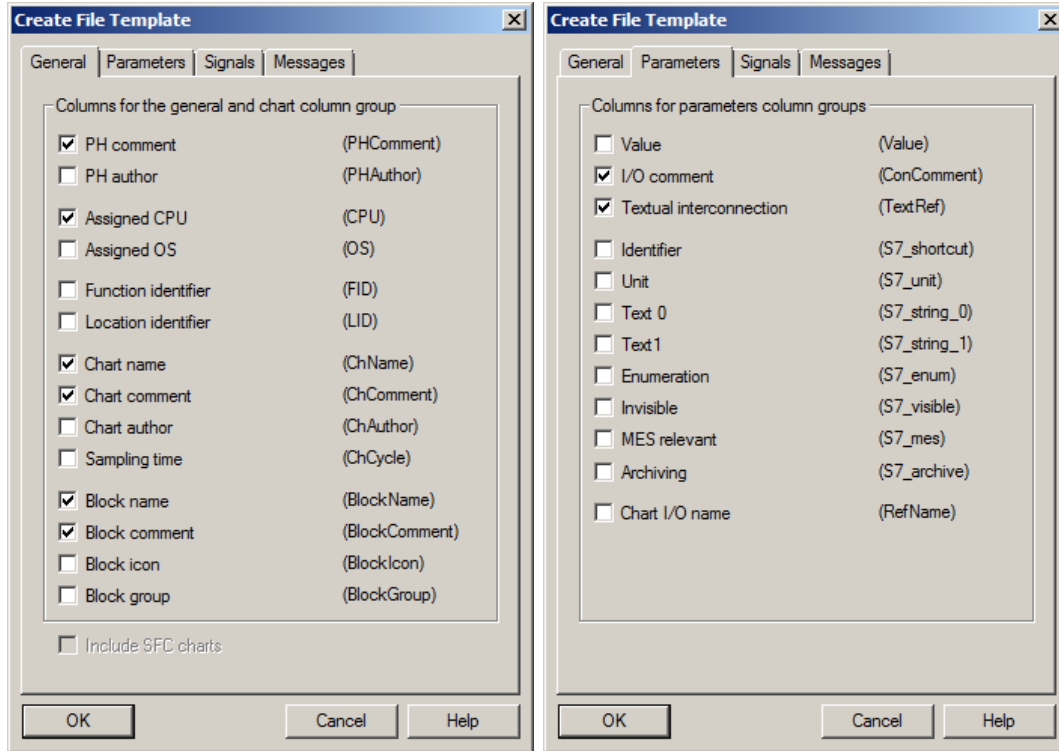 Create File Template
General Parameters Signals Messages
Columns for the general and chart column group
PH comment (PHComment)
PH author (PHAuthor)
Assigned CPU (CPU)
Assigned OS (OS)
Function identifier (FID)
Location identifier (LID)
Chart name (ChName)
Chart comment (ChComment)
Chart author (ChAuthor)
Sampling time (ChCycle)
Block name (BlockName)
Block comment (BlockComment)
Block icon (BlockIcon)
Block group (BlockGroup)
Include SFC charts
OK Cancel Help
Create File Template
General Parameters Signals Messages
Columns for parameters column groups
Value (Value)
I/O comment (ConComment)
Textual interconnection (TextRef)
Identifier (S7_shortcut)
Unit (S7_unit)
Text 0 (S7_string_0)
Text1 (S7_string_1)
Enumeration (S7_enum)
Invisible (S7_visible)
MES relevant (S7_mes)
Archiving (S7_archive)
Chart I/O name (RefName)
OK Cancel Help